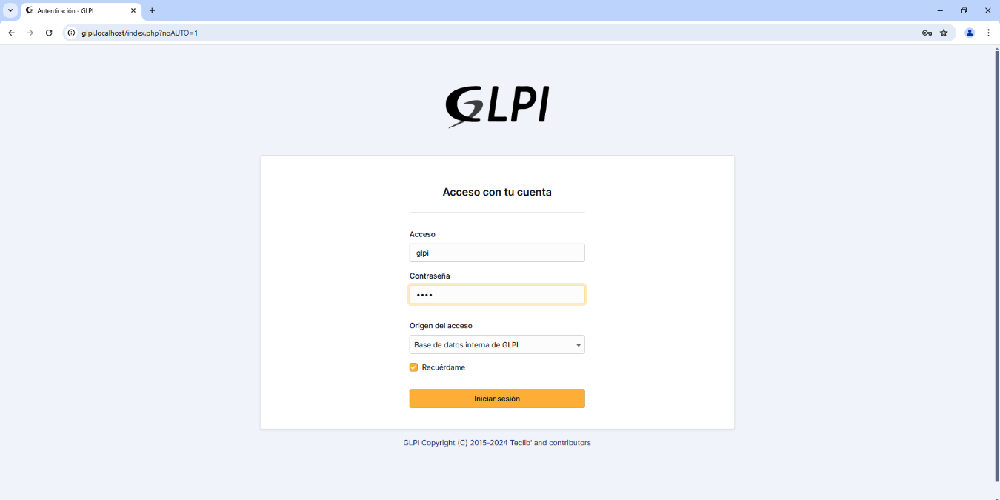 Autenticación - GLPI
glpi.localhost/index.php?noAUTO=1
GLPI
Acceso con tu cuenta
Acceso
glpi
Contraseña
••••
Origen del acceso
Base de datos interna de GLPI
Recuérdame
Iniciar sesión
GLPI Copyright (C) 2015-2024 Teclib' and contributors